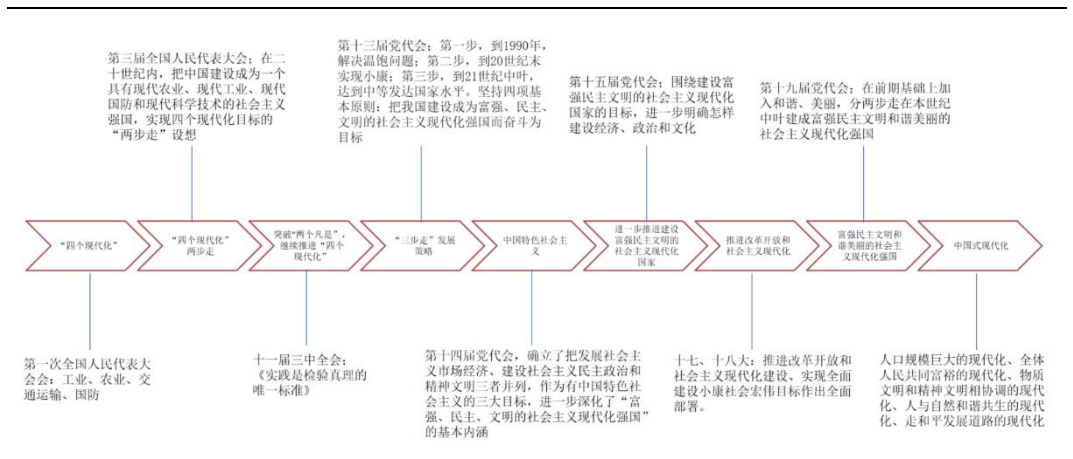 第三届全国人民代表大会；在二
十世纪内，把中国建设成为一个
具有现代农业、现代工业、现代
国防和现代科学技术的社会主义
强国，实现四个现代化目标的
“两步走”设想
第十三届党代会；第一步，到1990年，
解决温饱问题；第二步，到20世纪末
实现小康；第三步，到21世纪中叶，
达到中等发达国家水平。坚持四项基
本原则：把我国建设成为富强、民主、
文明的社会主义现代化强国而奋斗为
目标
第十五届党代会；围绕建设富
强民主文明的社会主义现代化
国家的目标，进一步明确怎样
建设经济、政治和文化
第十九届党代会；在前期基础上加
入和谐、美丽，分两步走在本世纪
中叶建成富强民主文明和谐美丽的
社会主义现代化强国
“四个现代化”
“四个现代化”
两步走
突破“两个凡是”，
继续推进“四个
现代化”
“三步走”发展
策略
中国特色社会主
义
进一步推进建设
富强民主文明的
社会主义现代化
国家
推进改革开放和
社会主义现代化
富强民主文明和
谐美丽的社会主
义现代化强国
中国式现代化
第一次全国人民代表大
会会：工业、农业、交
通运输、国防
十一届三中全会；
《实践是检验真理的
唯一标准》
第十四届党代会，确立了把发展社会主
义市场经济、建设社会主义民主政治和
精神文明三者并列，作为有中国特色社
会主义的三大目标，进一步深化了“富
强、民主、文明的社会主义现代化强国”
的基本内涵
十七、十八大：推进改革开放和
社会主义现代化建设、实现全面
建设小康社会宏伟目标作出全面
部署。
人口规模巨大的现代化、全体
人民共同富裕的现代化、物质
文明和精神文明相协调的现代
化、人与自然和谐共生的现代
化、走和平发展道路的现代化